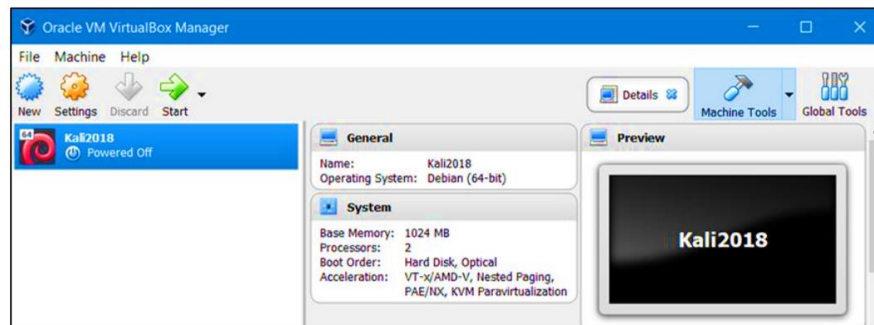 Oracle VM VirtualBox Manager
File Machine Help
New Settings Discard Start
Details
Machine Tools
Global Tools
64
Kali2018
Powered Off
General
Name: Kali2018
Operating System: Debian (64-bit)
System
Base Memory: 1024 MB
Processors: 2
Boot Order: Hard Disk, Optical
Acceleration: VT-x/AMD-V, Nested Paging,
PAE/NX, KVM Paravirtualization
Preview
Kali2018